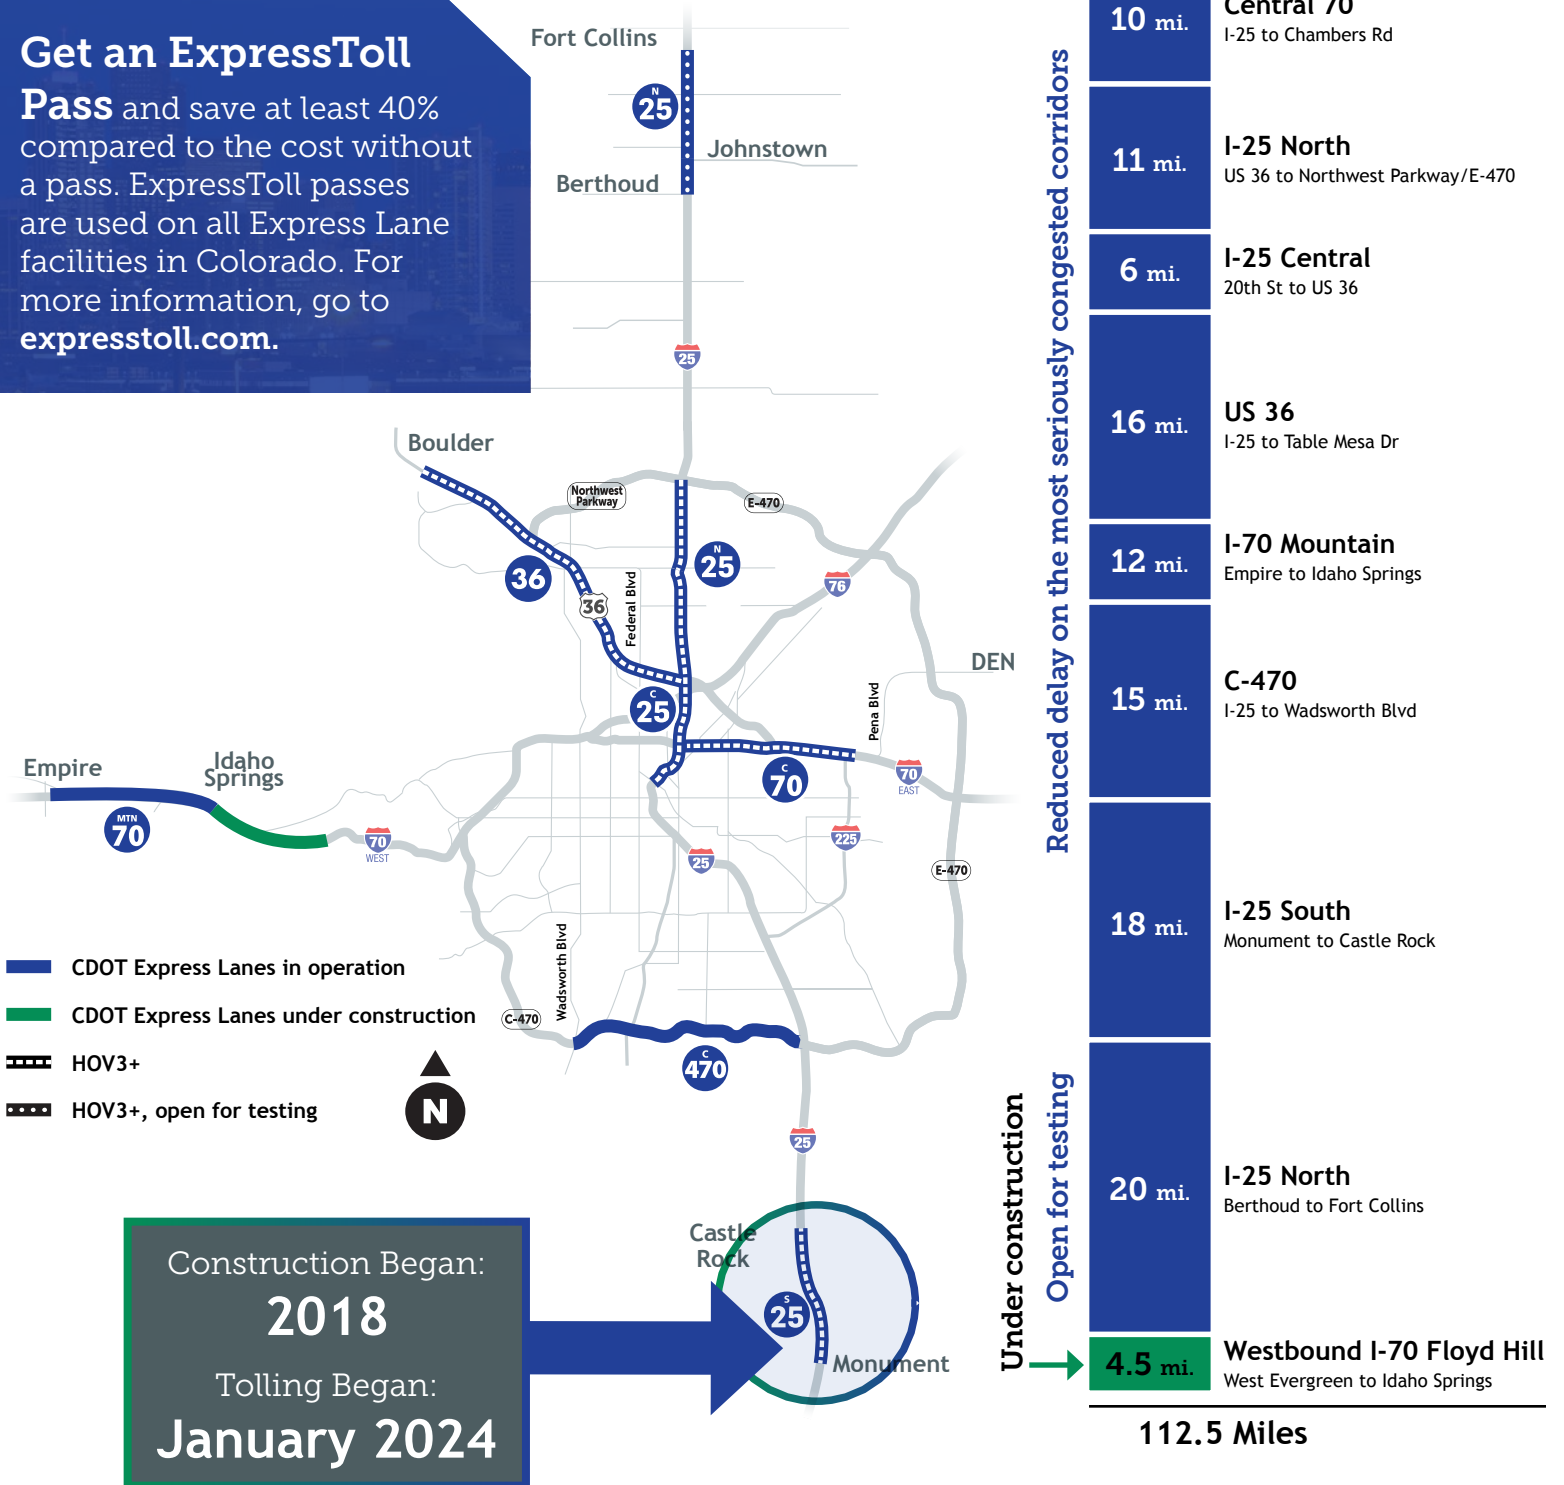 Get an ExpressToll
Pass and save at least 40%
compared to the cost without
a pass. ExpressToll passes
are used on all Express Lane
facilities in Colorado. For
more information, go to
expresstoll.com.
Fort Collins
N
25
Johnstown
Berthoud
25
Boulder
Northwest
Parkway
E-470
36
N
25
36
Federal Blvd
76
DEN
C
25
Pena Blvd
Empire
Idaho
Springs
C
70
70
EAST
MTN
70
70
WEST
25
225
E-470
Wadsworth Blvd
C-470
C
470
25
CDOT Express Lanes in operation
CDOT Express Lanes under construction
HOV3+
HOV3+, open for testing
N
Castle
Rock
S
25
Monument
Construction Began:
2018
Tolling Began:
January 2024
Reduced delay on the most seriously congested corridors
10 mi.
Central 70
I-25 to Chambers Rd
11 mi.
I-25 North
US 36 to Northwest Parkway/E-470
6 mi.
I-25 Central
20th St to US 36
16 mi.
US 36
I-25 to Table Mesa Dr
12 mi.
I-70 Mountain
Empire to Idaho Springs
15 mi.
C-470
I-25 to Wadsworth Blvd
18 mi.
I-25 South
Monument to Castle Rock
Open for testing
20 mi.
I-25 North
Berthoud to Fort Collins
Under construction
4.5 mi.
Westbound I-70 Floyd Hill
West Evergreen to Idaho Springs
112.5 Miles